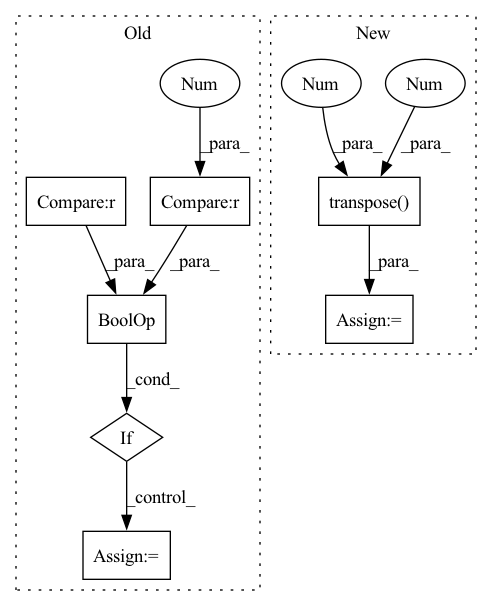 Old
New
Num
Num
Num
_para_
_para_
_para_
Compare:r
Compare:r
transpose()
_para_
_para_
_para_
BoolOp
Assign:=
_cond_
If
_control_
Assign:=